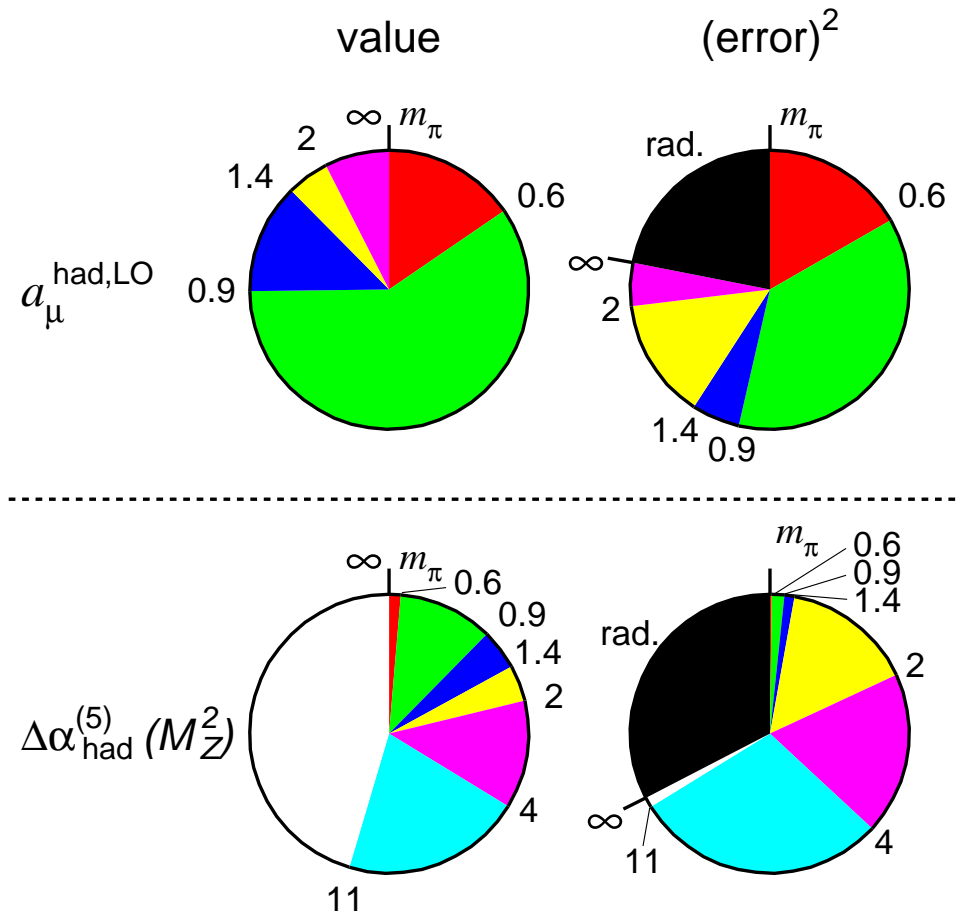 value (error)²
∞ m_π
2
1.4
0.6
0.9
rad. m_π
0.6
∞
2
1.4
0.9
a_μ^had,LO
∞ m_π
0.6
0.9
1.4
2
4
11
m_π
0.6
0.9
1.4
rad.
2
∞
11
4
Δα_had^(5) (M_Z^2)